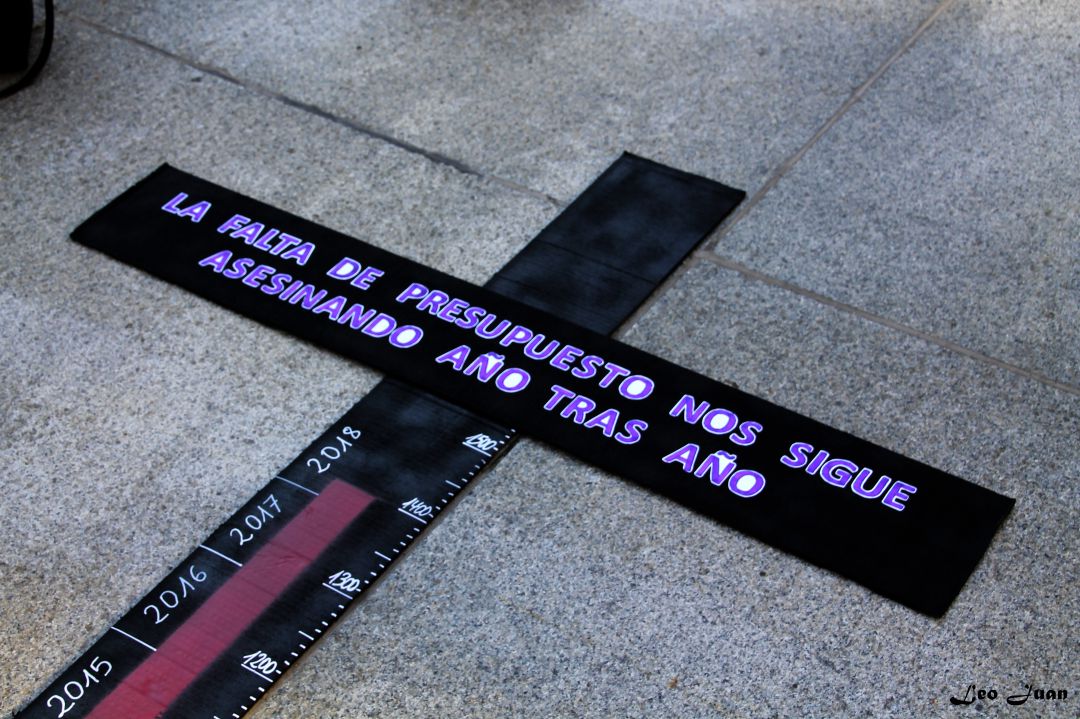 LA FALTA DE PRESUPUESTO NOS SIGUE
ASESINANDO AÑO TRAS AÑO
1500
2018
1400
2017
1300
2016
1200
2015
Leo Juan